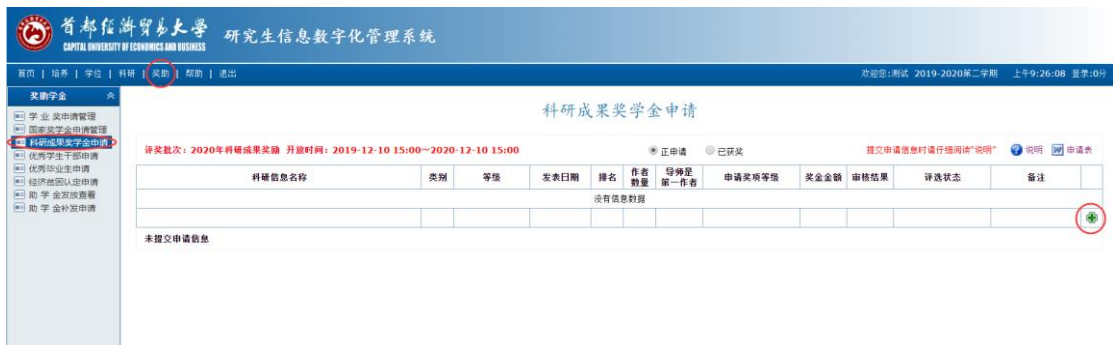 首都经济贸易大学 研究生信息数字化管理系统
CAPITAL UNIVERSITY OF ECONOMICS AND BUSINESS
首页 | 培养 | 学位 | 科研 | 奖助 | 帮助 | 退出
欢迎您:测试 2019-2020第二学期 上午9:26:08 登录:0分
奖助学金
学 业 奖申请管理
国家奖学金申请管理
科研成果奖学金申请
优秀学生干部申请
优秀毕业生申请
经济贫困认定申请
助 学 金发放查看
助 学 金补发申请
科研成果奖学金申请
评奖批次：2020年科研成果奖励 开放时间：2019-12-10 15:00~2020-12-10 15:00
正申请 已获奖
提交申请信息时请仔细阅读"说明" 说明 申请表
科研信息名称 类别 等级 发表日期 排名 作者数量 导师是第一作者 申请奖项等级 奖金金额 审核结果 评选状态 备注
没有信息数据
未提交申请信息